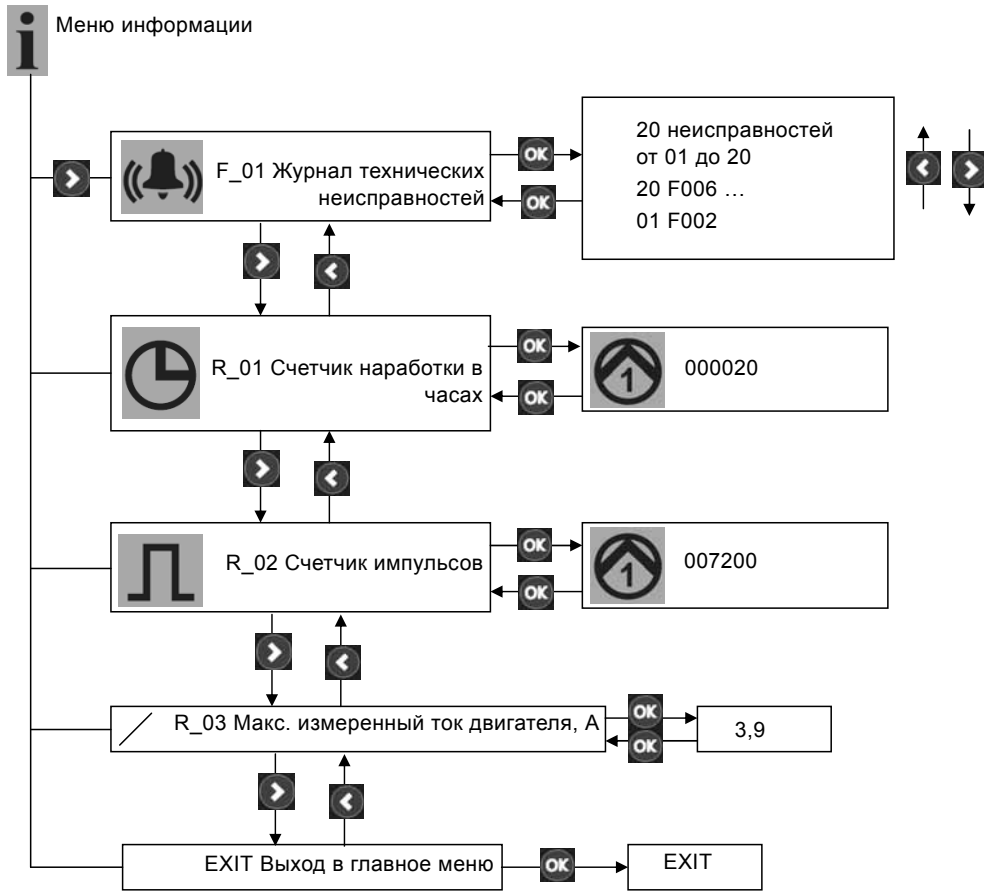 Меню информации
F_01 Журнал технических
неисправностей
OK
OK
20 неисправностей
от 01 до 20
20 F006 ...
01 F002
R_01 Счетчик наработки в
часах
OK
OK
1
000020
R_02 Счетчик импульсов
OK
OK
1
007200
R_03 Макс. измеренный ток двигателя, А
OK
OK
3,9
EXIT Выход в главное меню
OK
EXIT